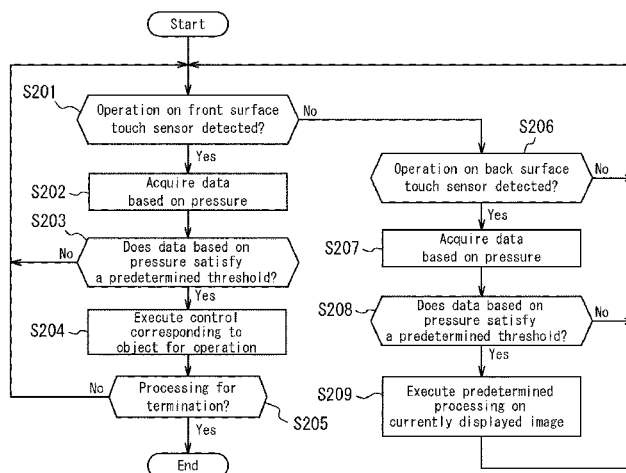 Start
S201
Operation on front surface
touch sensor detected?
No
Yes
S202
Acquire data
based on pressure
S203
Does data based on
pressure satisfy
a predetermined threshold?
No
Yes
S204
Execute control
corresponding to
object for operation
Processing for
termination?
No
S205
Yes
End
S206
Operation on back surface
touch sensor detected?
No
Yes
S207
Acquire data
based on pressure
S208
Does data based on
pressure satisfy
a predetermined threshold?
No
Yes
S209
Execute predetermined
processing on
currently displayed image